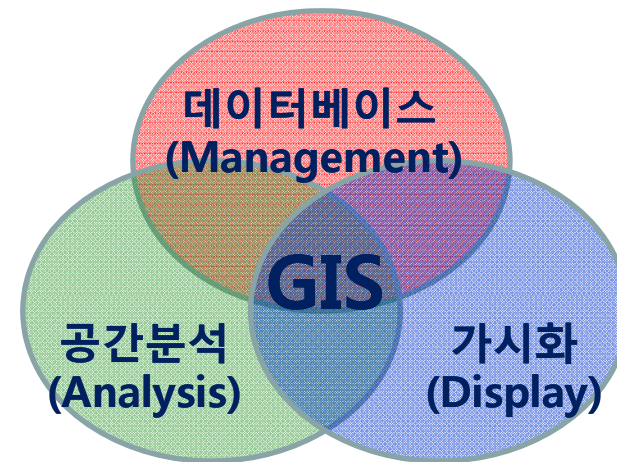 데이터베이스
(Management)
GIS
공간분석
(Analysis)
가시화
(Display)